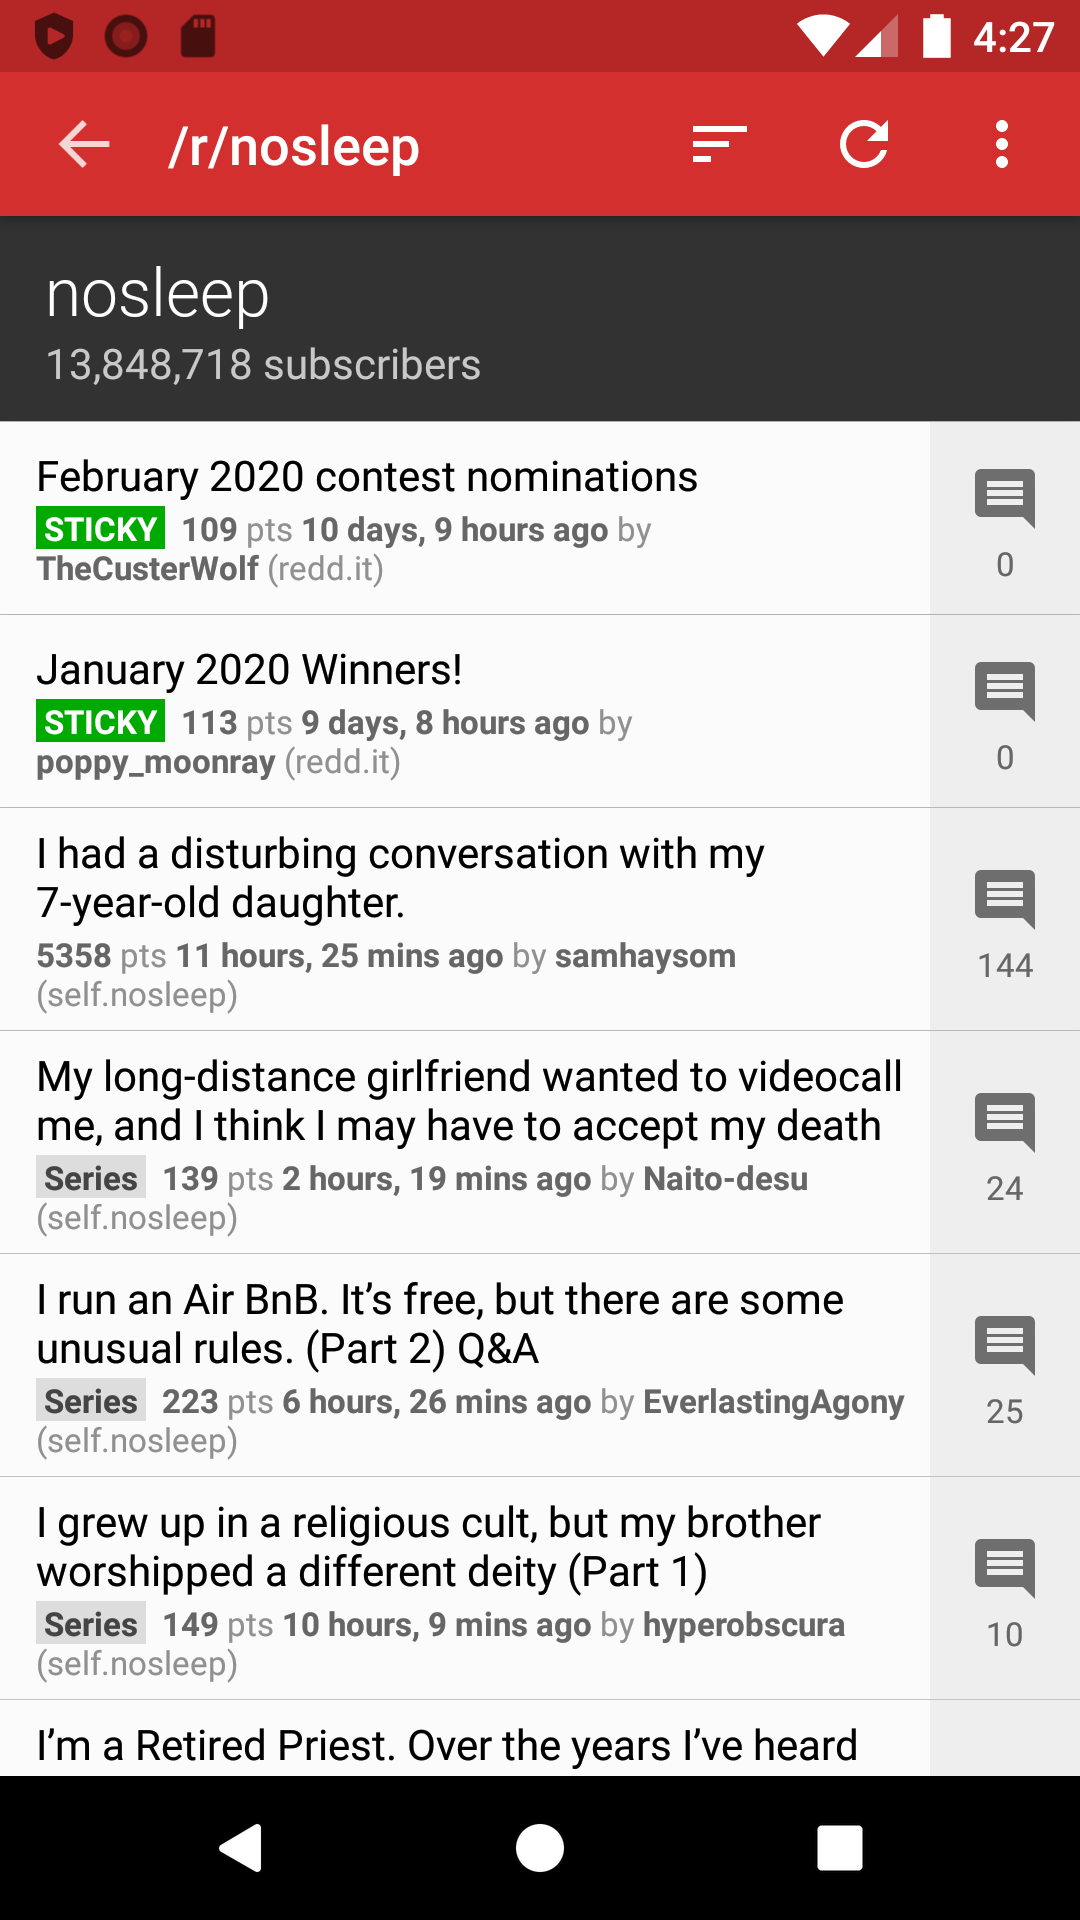 4:27
/r/nosleep
nosleep
13,848,718 subscribers
February 2020 contest nominations
STICKY 109 pts 10 days, 9 hours ago by
TheCusterWolf (redd.it)
0
January 2020 Winners!
STICKY 113 pts 9 days, 8 hours ago by
poppy_moonray (redd.it)
0
I had a disturbing conversation with my
7-year-old daughter.
5358 pts 11 hours, 25 mins ago by samhaysom
(self.nosleep)
144
My long-distance girlfriend wanted to videocall
me, and I think I may have to accept my death
Series 139 pts 2 hours, 19 mins ago by Naito-desu
(self.nosleep)
24
I run an Air BnB. It’s free, but there are some
unusual rules. (Part 2) Q&A
Series 223 pts 6 hours, 26 mins ago by EverlastingAgony
(self.nosleep)
25
I grew up in a religious cult, but my brother
worshipped a different deity (Part 1)
Series 149 pts 10 hours, 9 mins ago by hyperobscura
(self.nosleep)
10
I’m a Retired Priest. Over the years I’ve heard